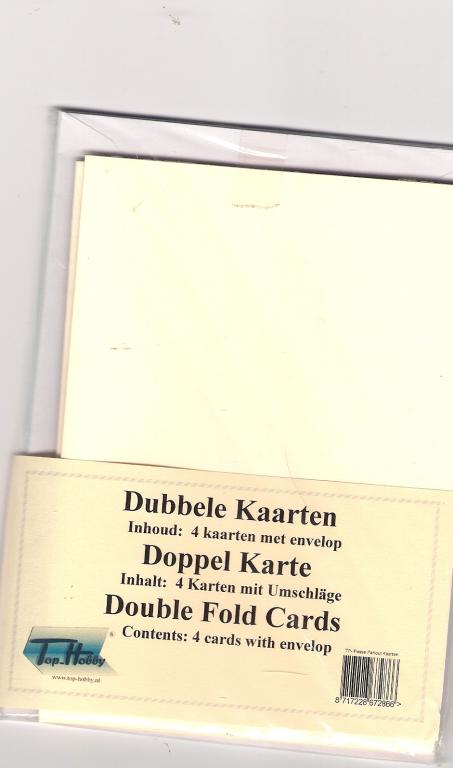 Dubbele Kaarten
Inhoud: 4 kaarten met envelop
Doppel Karte
Inhalt: 4 Karten mit Umschläge
Double Fold Cards
Contents: 4 cards with envelop
Top-Hobby
®
www.top-hobby.nl
Kaarten
8 717228 672866 >